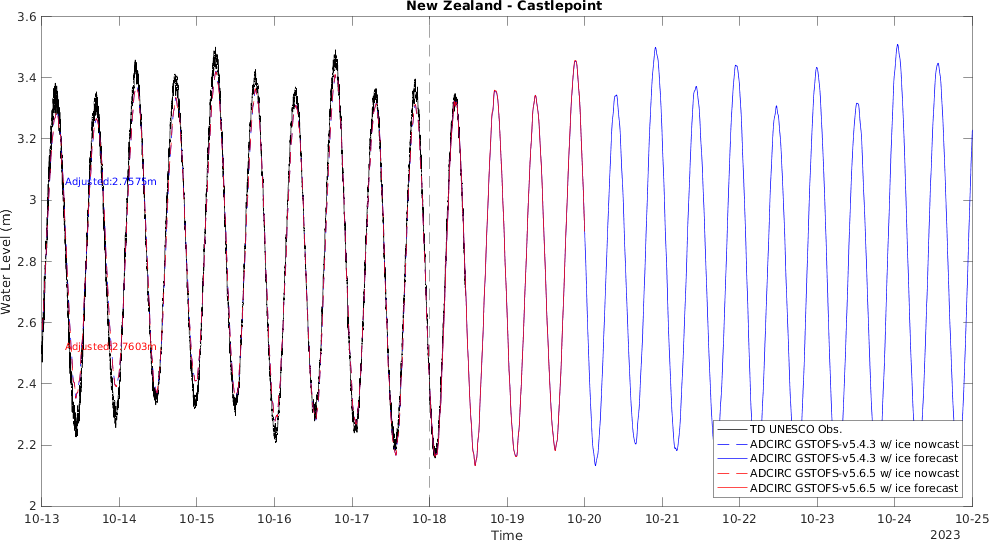 New Zealand - Castlepoint
Water Level (m)
3.6
3.4
3.2
3
2.8
2.6
2.4
2.2
2
Adjusted:2.7575m
Adjusted:2.7603m
TD UNESCO Obs.
ADCIRC GSTOFS-v5.4.3 w/ ice nowcast
ADCIRC GSTOFS-v5.4.3 w/ ice forecast
ADCIRC GSTOFS-v5.6.5 w/ ice nowcast
ADCIRC GSTOFS-v5.6.5 w/ ice forecast
10-13 10-14 10-15 10-16 10-17 10-18 10-19 10-20 10-21 10-22 10-23 10-24 10-25
Time
2023